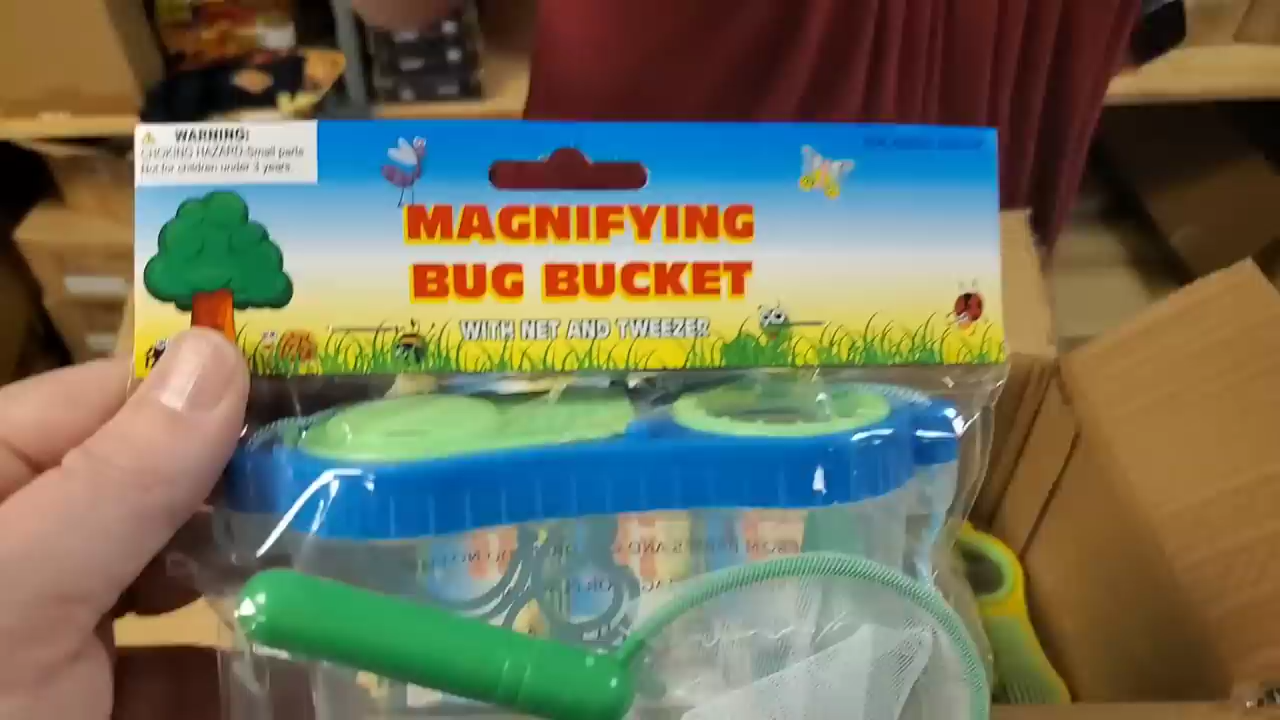 WARNING:
CHOKING HAZARD-Small parts
Not for children under 3 years.
MAGNIFYING
BUG BUCKET
WITH NET AND TWEEZER